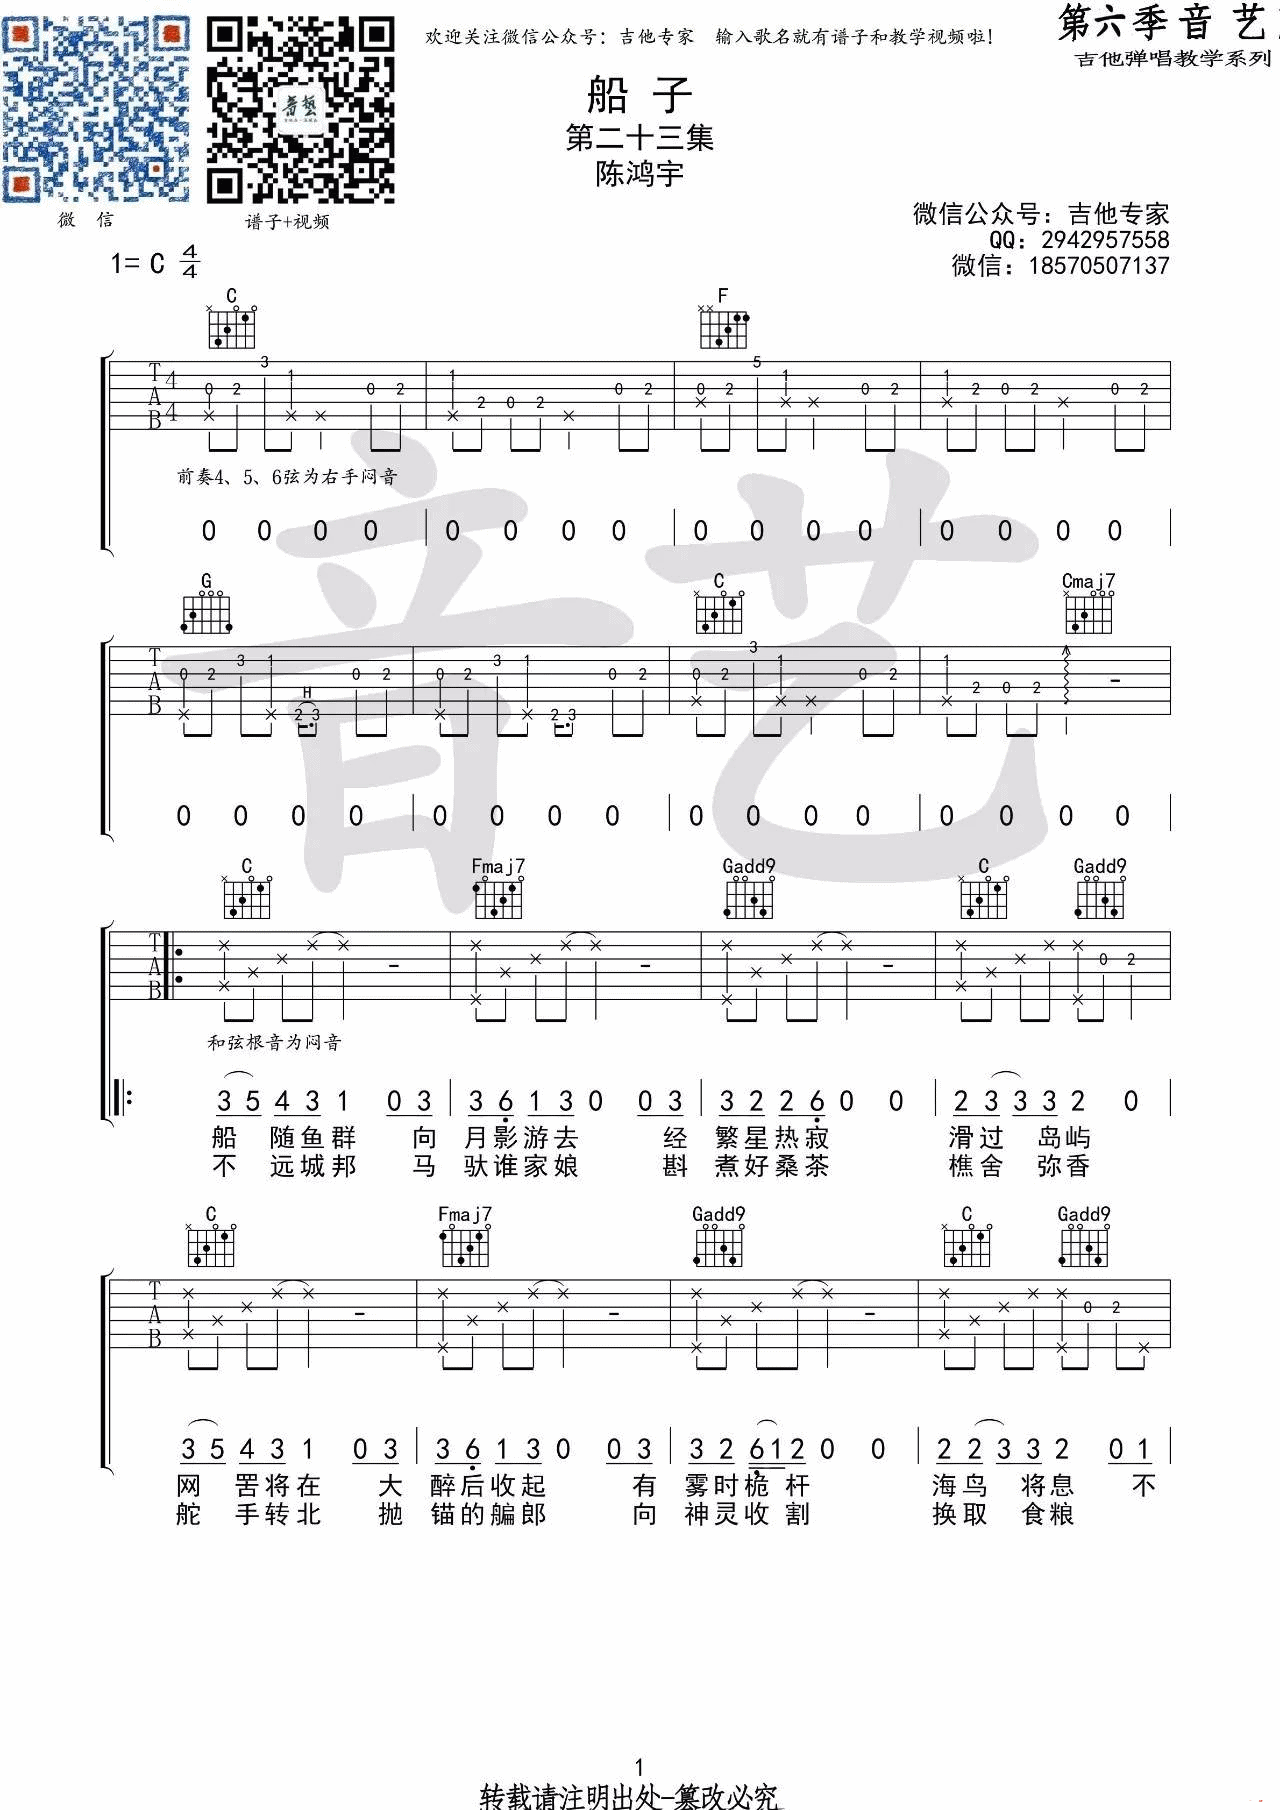 欢迎关注微信公众号：吉他专家　输入歌名就有谱子和教学视频啦！
第六季音艺
吉他弹唱教学系列
船 子
第二十三集
陈鸿宇
微 信
谱子+视频
微信公众号：吉他专家
QQ：2942957558
微信：18570507137
1= C 4/4
C F
T A B 4 4
0 2 3 1 0 2 1 2 0 2 0 2 0 2 5 1 0 2 1 2 0 2 0 2
前奏4、5、6弦为右手闷音
0 0 0 0 0 0 0 0 0 0 0 0 0 0 0 0
G C Cmaj7
T A B
0 2 3 1 H 2 3 0 2 0 2 3 1 2 3 0 2 0 2 3 1 0 2 1 2 0 2 -
0 0 0 0 0 0 0 0 0 0 0 0 0 0 0 0
C Fmaj7 Gadd9 C Gadd9
T A B
- - - 0 2
和弦根音为闷音
3 5 4 3 1 0 3 3 6 1 3 0 0 3 3 2 2 6 0 0 2 3 3 3 2 0
船 随鱼群 向 月影游去 经 繁星热寂 滑过 岛屿
不 远城邦 马 驮谁家娘 斟 煮好桑茶 樵舍 弥香
C Fmaj7 Gadd9 C Gadd9
T A B
- - - 0 2
3 5 4 3 1 0 3 3 6 1 3 0 0 3 3 2 6 1 2 0 0 2 2 3 3 2 0 1
网 罟将在 大 醉后收起 有 雾时桅杆 海鸟 将息 不
舵 手转北 抛 锚的艑郎 向 神灵收割 换取 食粮
1
转载请注明出处-篡改必究
音艺